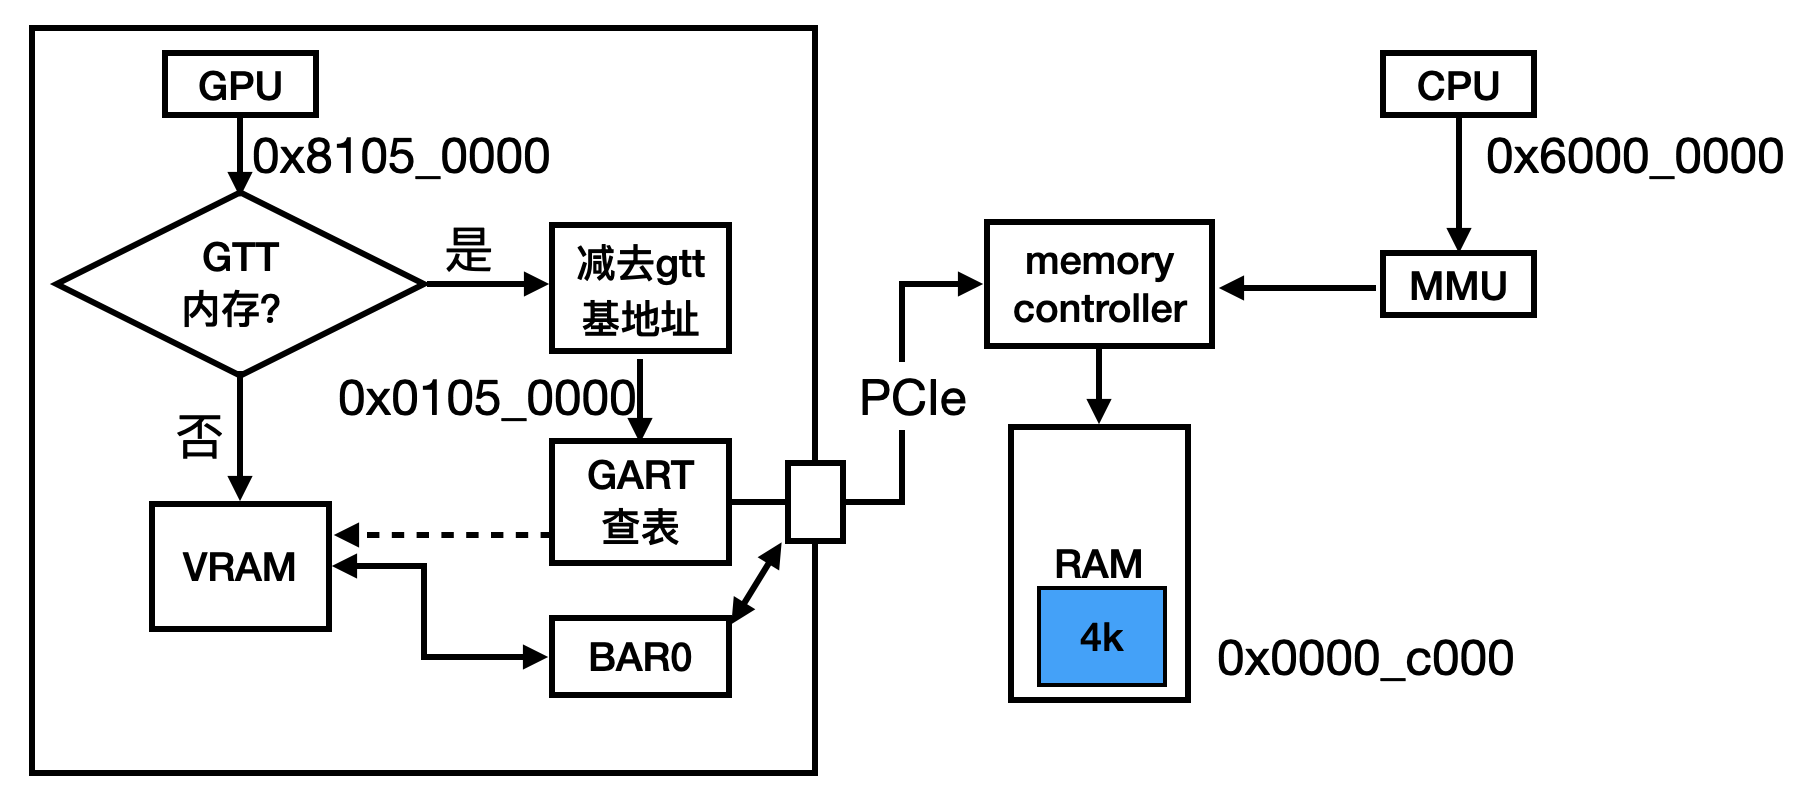 GPU
0x8105_0000
GTT
内存?
是
减去gtt
基地址
0x0105_0000
否
GART
查表
VRAM
BAR0
PCIe
memory
controller
CPU
0x6000_0000
MMU
RAM
4k
0x0000_c000